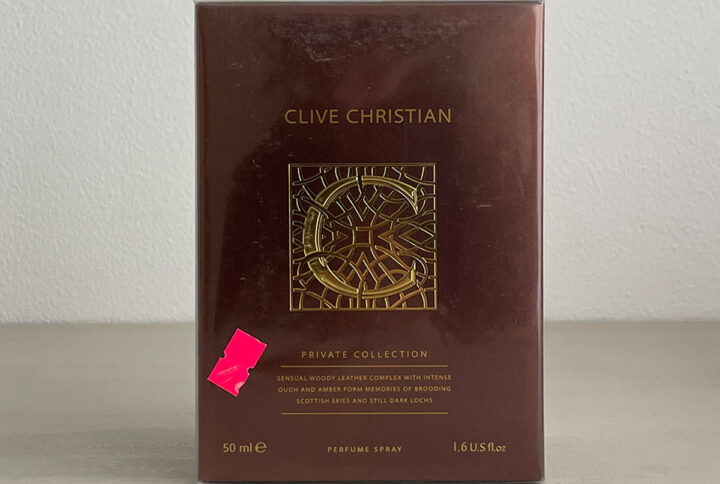 CLIVE CHRISTIAN
C
PRIVATE COLLECTION
SENSUAL WOODY LEATHER COMPLEX WITH INTENSE
OUDH AND AMBER FORM MEMORIES OF BROODING
SCOTTISH SKIES AND STILL DARK LOCHS
50 ml ℮ PERFUME SPRAY 1.6 U.S fl.oz